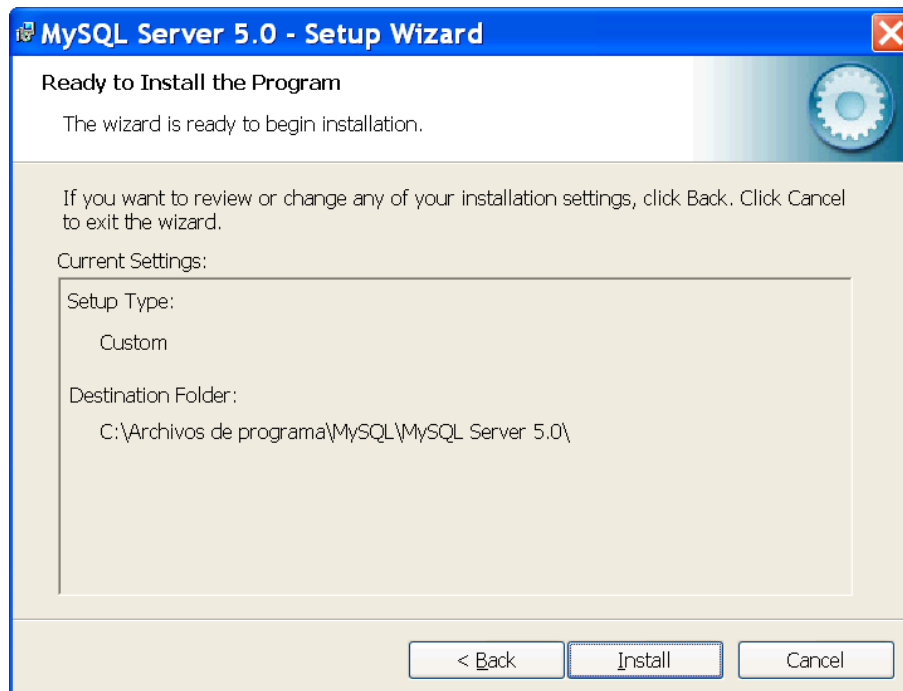 MySQL Server 5.0 - Setup Wizard
Ready to Install the Program
The wizard is ready to begin installation.
If you want to review or change any of your installation settings, click Back. Click Cancel
to exit the wizard.
Current Settings:
Setup Type:
Custom
Destination Folder:
C:\Archivos de programa\MySQL\MySQL Server 5.0\
< Back
Install
Cancel